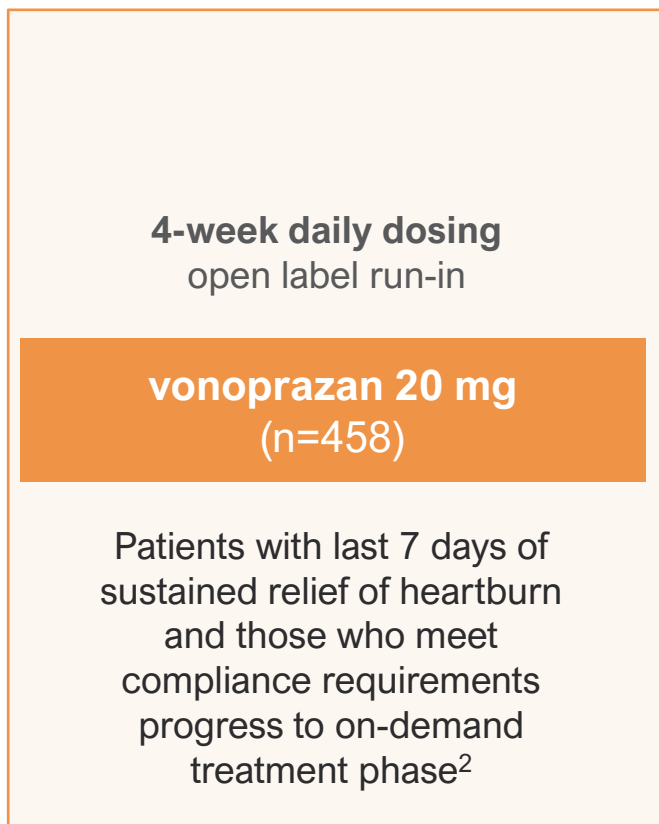 4-week daily dosing
open label run-in
vonoprazan 20 mg
(n=458)
Patients with last 7 days of
sustained relief of heartburn
and those who meet
compliance requirements
progress to on-demand
treatment phase²